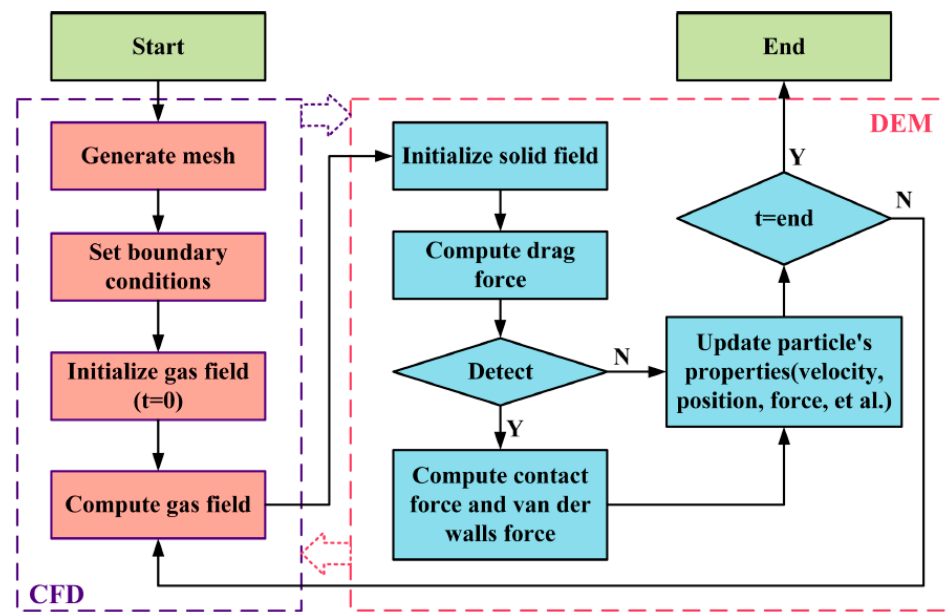 Start
End
DEM
Generate mesh
Initialize solid field
Y
N
t=end
Set boundary
conditions
Compute drag
force
Initialize gas field
(t=0)
Detect
N
Y
Update particle's
properties(velocity,
position, force, et al.)
Compute gas field
Compute contact
force and van der
walls force
CFD